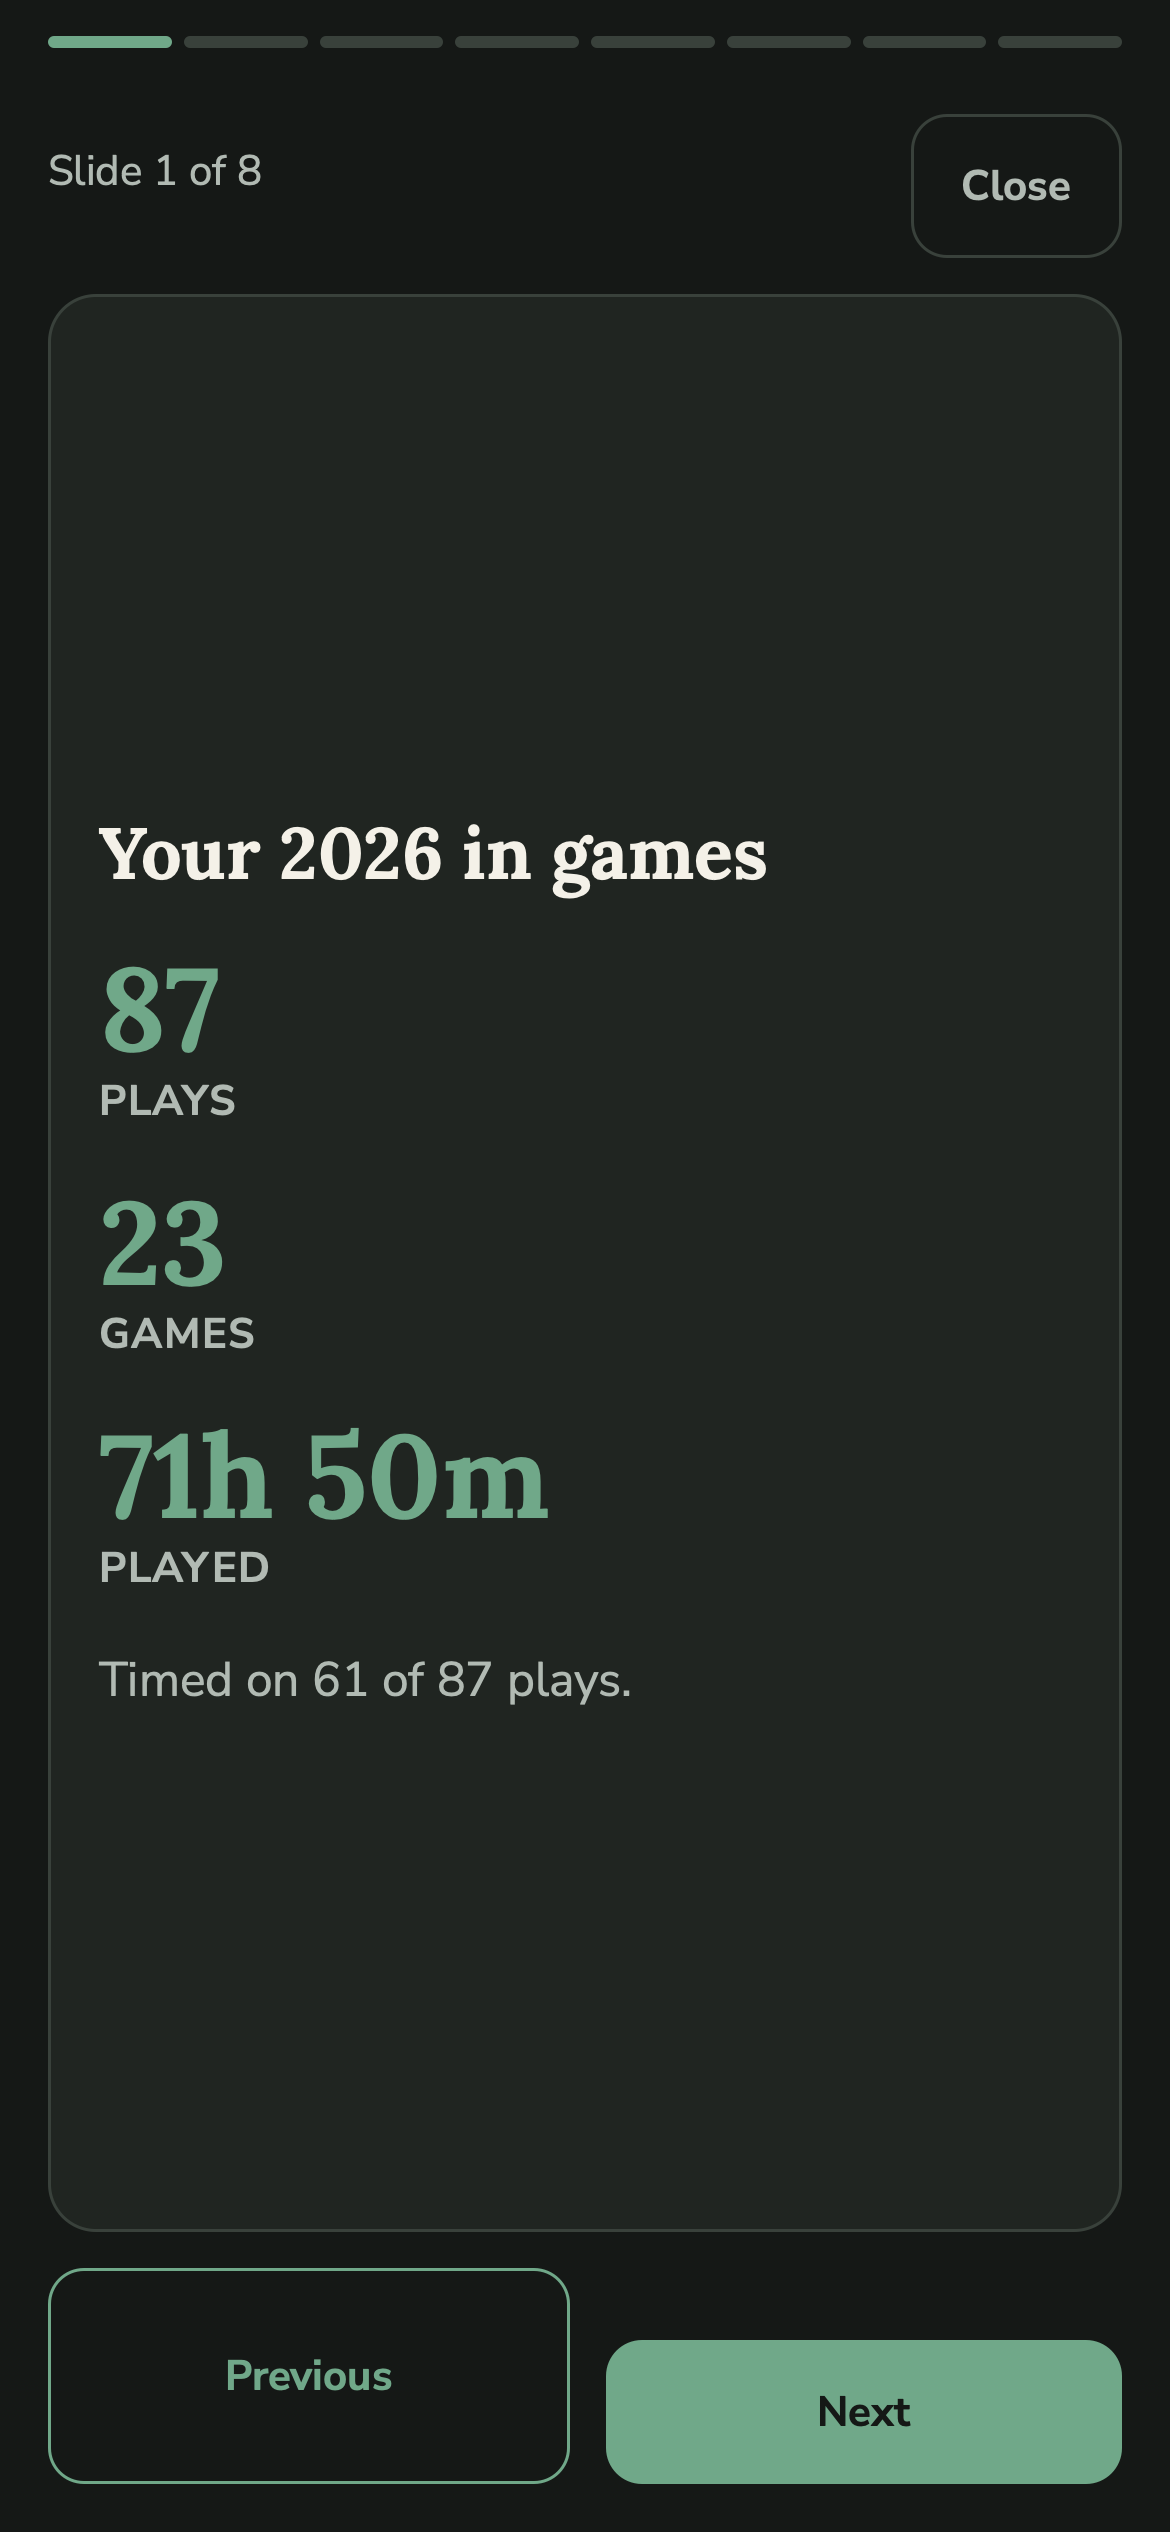 Slide 1 of 8
Close
Your 2026 in games
87
PLAYS
23
GAMES
71h 50m
PLAYED
Timed on 61 of 87 plays.
Previous
Next